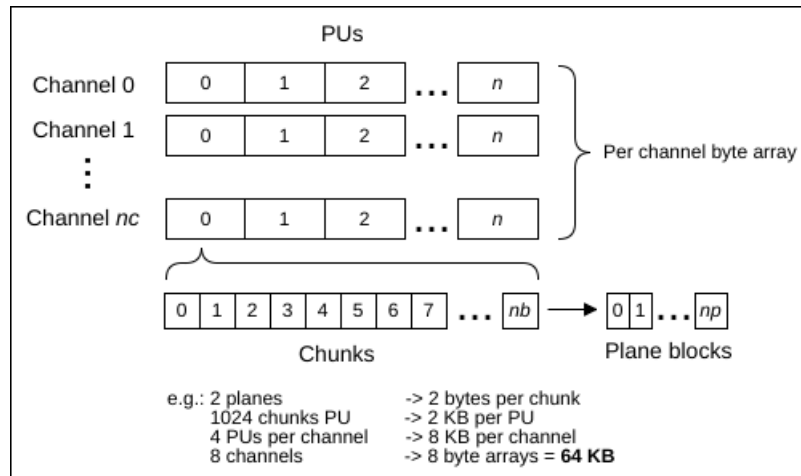 PUs
Channel 0 0 1 2 ... n
Channel 1 0 1 2 ... n
Per channel byte array
Channel nc 0 1 2 ... n
0 1 2 3 4 5 6 7 ... nb 0 1 ... np
Chunks Plane blocks
e.g.: 2 planes -> 2 bytes per chunk
1024 chunks PU -> 2 KB per PU
4 PUs per channel -> 8 KB per channel
8 channels -> 8 byte arrays = 64 KB